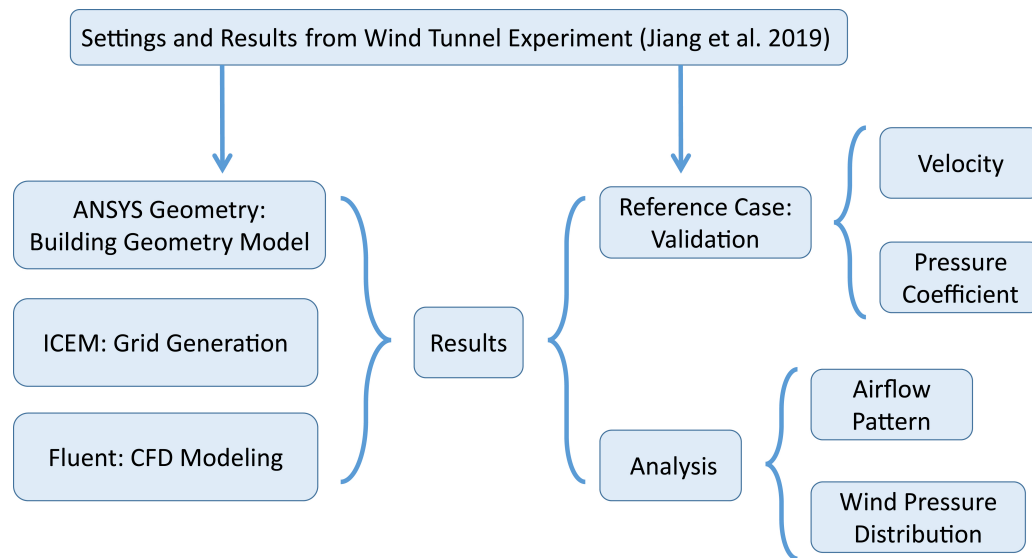 Settings and Results from Wind Tunnel Experiment (Jiang et al. 2019)
ANSYS Geometry:
Building Geometry Model
ICEM: Grid Generation
Fluent: CFD Modeling
Results
Reference Case:
Validation
Velocity
Pressure
Coefficient
Analysis
Airflow
Pattern
Wind Pressure
Distribution